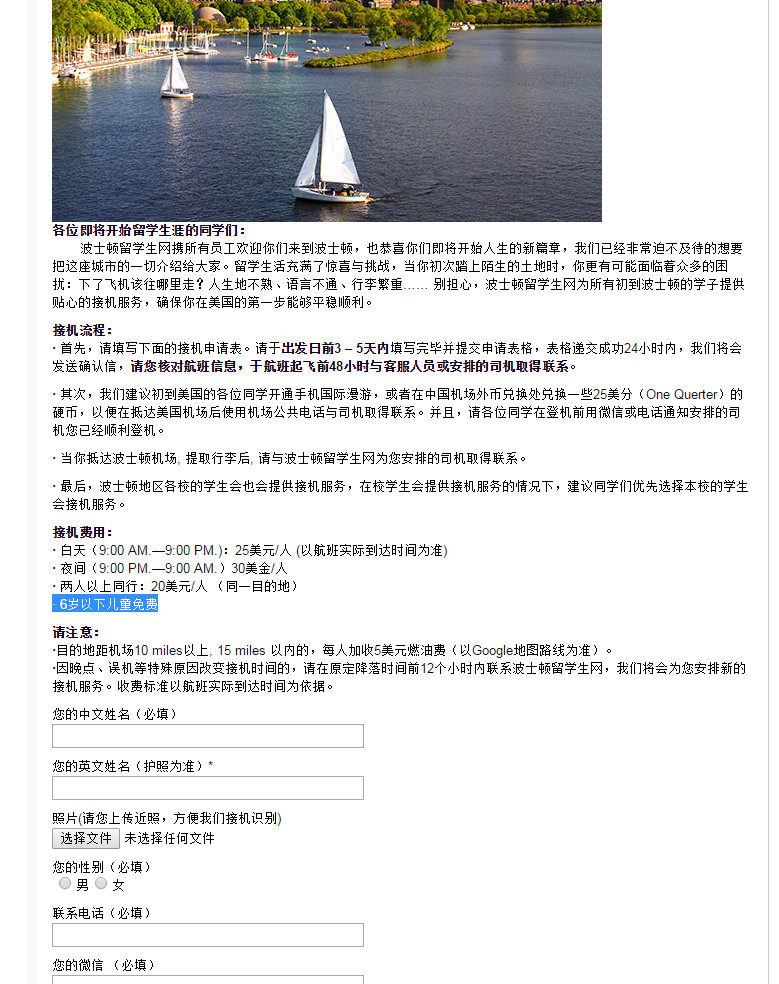 各位即将开始留学生涯的同学们：
波士顿留学生网携所有员工欢迎你们来到波士顿，也恭喜你们即将开始人生的新篇章，我们已经非常迫不及待的想要
把这座城市的一切介绍给大家。留学生活充满了惊喜与挑战，当你初次踏上陌生的土地时，你更有可能面临着众多的困
扰：下了飞机该往哪里走？人生地不熟、语言不通、行李繁重…… 别担心，波士顿留学生网为所有初到波士顿的学子提供
贴心的接机服务，确保你在美国的第一步能够平稳顺利。
接机流程：
· 首先，请填写下面的接机申请表。请于出发日前3 – 5天内填写完毕并提交申请表格，表格递交成功24小时内，我们将会
发送确认信，请您核对航班信息，于航班起飞前48小时与客服人员或安排的司机取得联系。
· 其次，我们建议初到美国的各位同学开通手机国际漫游，或者在中国机场外币兑换处兑换一些25美分（One Querter）的
硬币，以便在抵达美国机场后使用机场公共电话与司机取得联系。并且，请各位同学在登机前用微信或电话通知安排的司
机您已经顺利登机。
· 当你抵达波士顿机场, 提取行李后, 请与波士顿留学生网为您安排的司机取得联系。
· 最后，波士顿地区各校的学生会也会提供接机服务，在校学生会提供接机服务的情况下，建议同学们优先选择本校的学生
会接机服务。
接机费用：
· 白天（9:00 AM.—9:00 PM.)：25美元/人 (以航班实际到达时间为准)
· 夜间（9:00 PM.—9:00 AM.）30美金/人
· 两人以上同行：20美元/人 （同一目的地）
· 6岁以下儿童免费
请注意：
·目的地距机场10 miles以上, 15 miles 以内的，每人加收5美元燃油费（以Google地图路线为准）。
·因晚点、误机等特殊原因改变接机时间的，请在原定降落时间前12个小时内联系波士顿留学生网，我们将会为您安排新的
接机服务。收费标准以航班实际到达时间为依据。
您的中文姓名（必填）
您的英文姓名（护照为准）*
照片(请您上传近照，方便我们接机识别)
选择文件 未选择任何文件
您的性别（必填）
男 女
联系电话（必填）
您的微信 （必填）